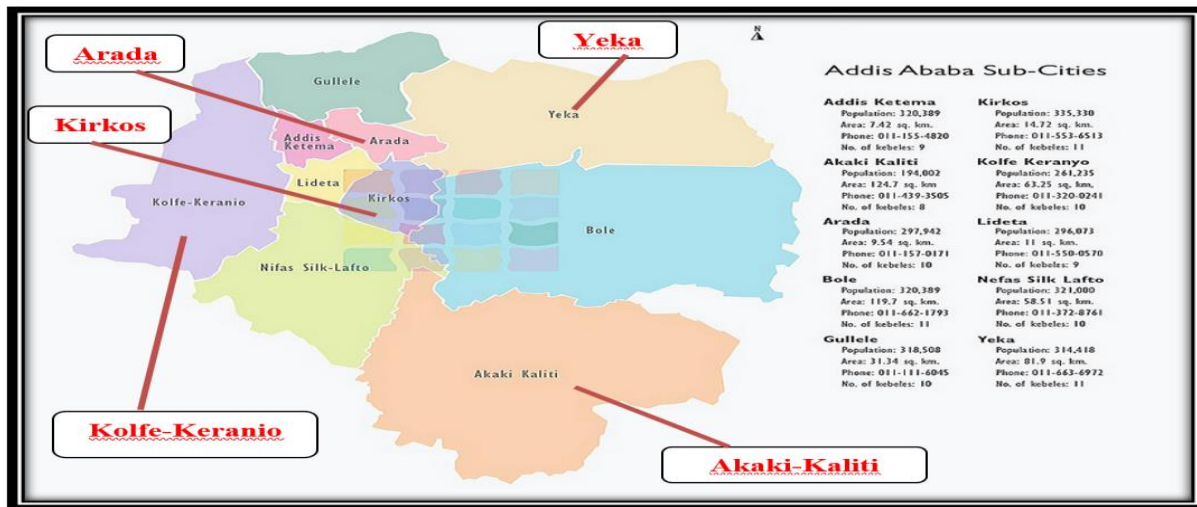 Yeka
Arada
Kirkos
Kolfe-Keranio
Akaki-Kaliti
N
Gullele
Yeka
Addis
Ketema
Arada
Lideta
Kirkos
Kolfe-Keranio
Bole
Nifas Silk-Lafto
Akaki Kaliti
Addis Ababa Sub-Cities
Addis Ketema
Population: 320,389
Area: 7.42 sq. km.
Phone: 011-155-4820
No. of kebeles: 9
Akaki Kaliti
Population: 194,002
Area: 124.7 sq. km
Phone: 011-439-3505
No. of kebeles: 8
Arada
Population: 297,942
Area: 9.54 sq. km.
Phone: 011-157-0171
No. of kebeles: 10
Bole
Population: 320,389
Area: 119.7 sq. km.
Phone: 011-662-1793
No. of kebeles: 11
Gullele
Population: 318,508
Area: 31.34 sq. km.
Phone: 011-111-6045
No. of kebeles: 10
Kirkos
Population: 335,330
Area: 14.72 sq. km.
Phone: 011-553-6513
No. of kebeles: 11
Kolfe Keranyo
Population: 261,235
Area: 63.25 sq. km,
Phone: 011-320-0241
No. of kebeles: 10
Lideta
Population: 296,073
Area: 11 sq. km.
Phone: 011-550-0570
No. of kebeles: 9
Nefas Silk Lafto
Population: 321,000
Area: 58.51 sq. km.
Phone: 011-372-8761
No. of kebeles: 10
Yeka
Population: 314,418
Area: 81.9 sq. km.
Phone: 011-663-6972
No. of kebeles: 11